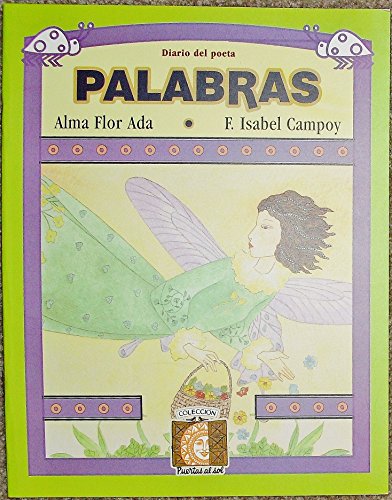 Diario del poeta
PALABRAS
Alma Flor Ada • F. Isabel Campoy
COLECCIÓN
Puertas al sol